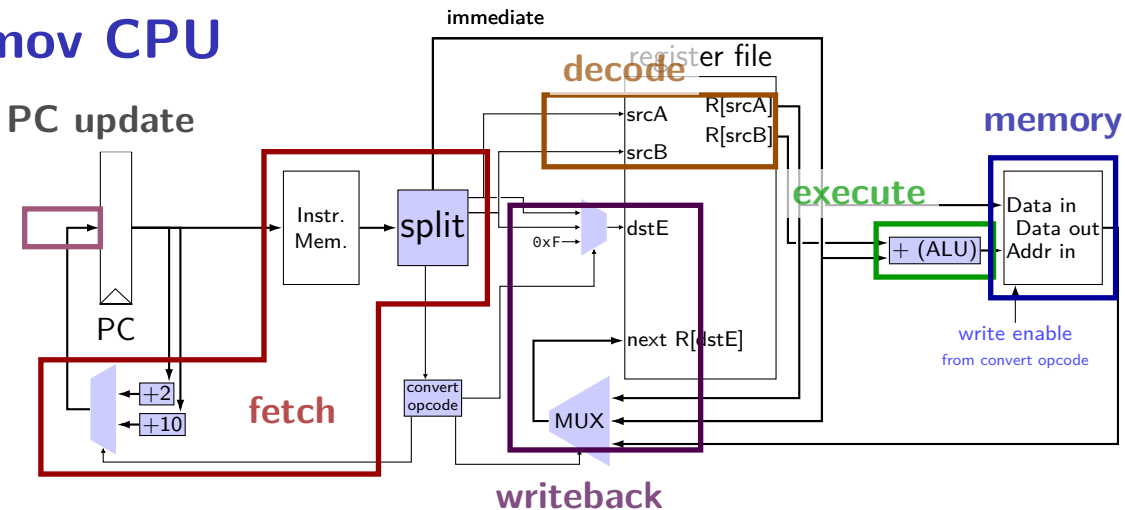 immediate
mov CPU
register file
decode
PC update
srcA
R[srcA]
srcB
R[srcB]
memory
execute
Instr.
Mem.
split
0xF
dstE
Data in
Data out
Addr in
+ (ALU)
PC
next R[dstE]
write enable
from convert opcode
+2
+10
fetch
convert
opcode
MUX
writeback